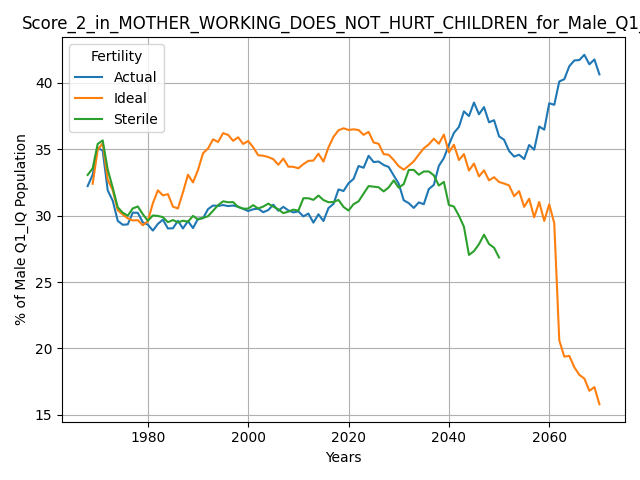 Score_2_in_MOTHER_WORKING_DOES_NOT_HURT_CHILDREN_for_Male_Q1_
Fertility
Actual
Ideal
Sterile
% of Male Q1_IQ Population
40
35
30
25
20
15
1980
2000
2020
2040
2060
Years